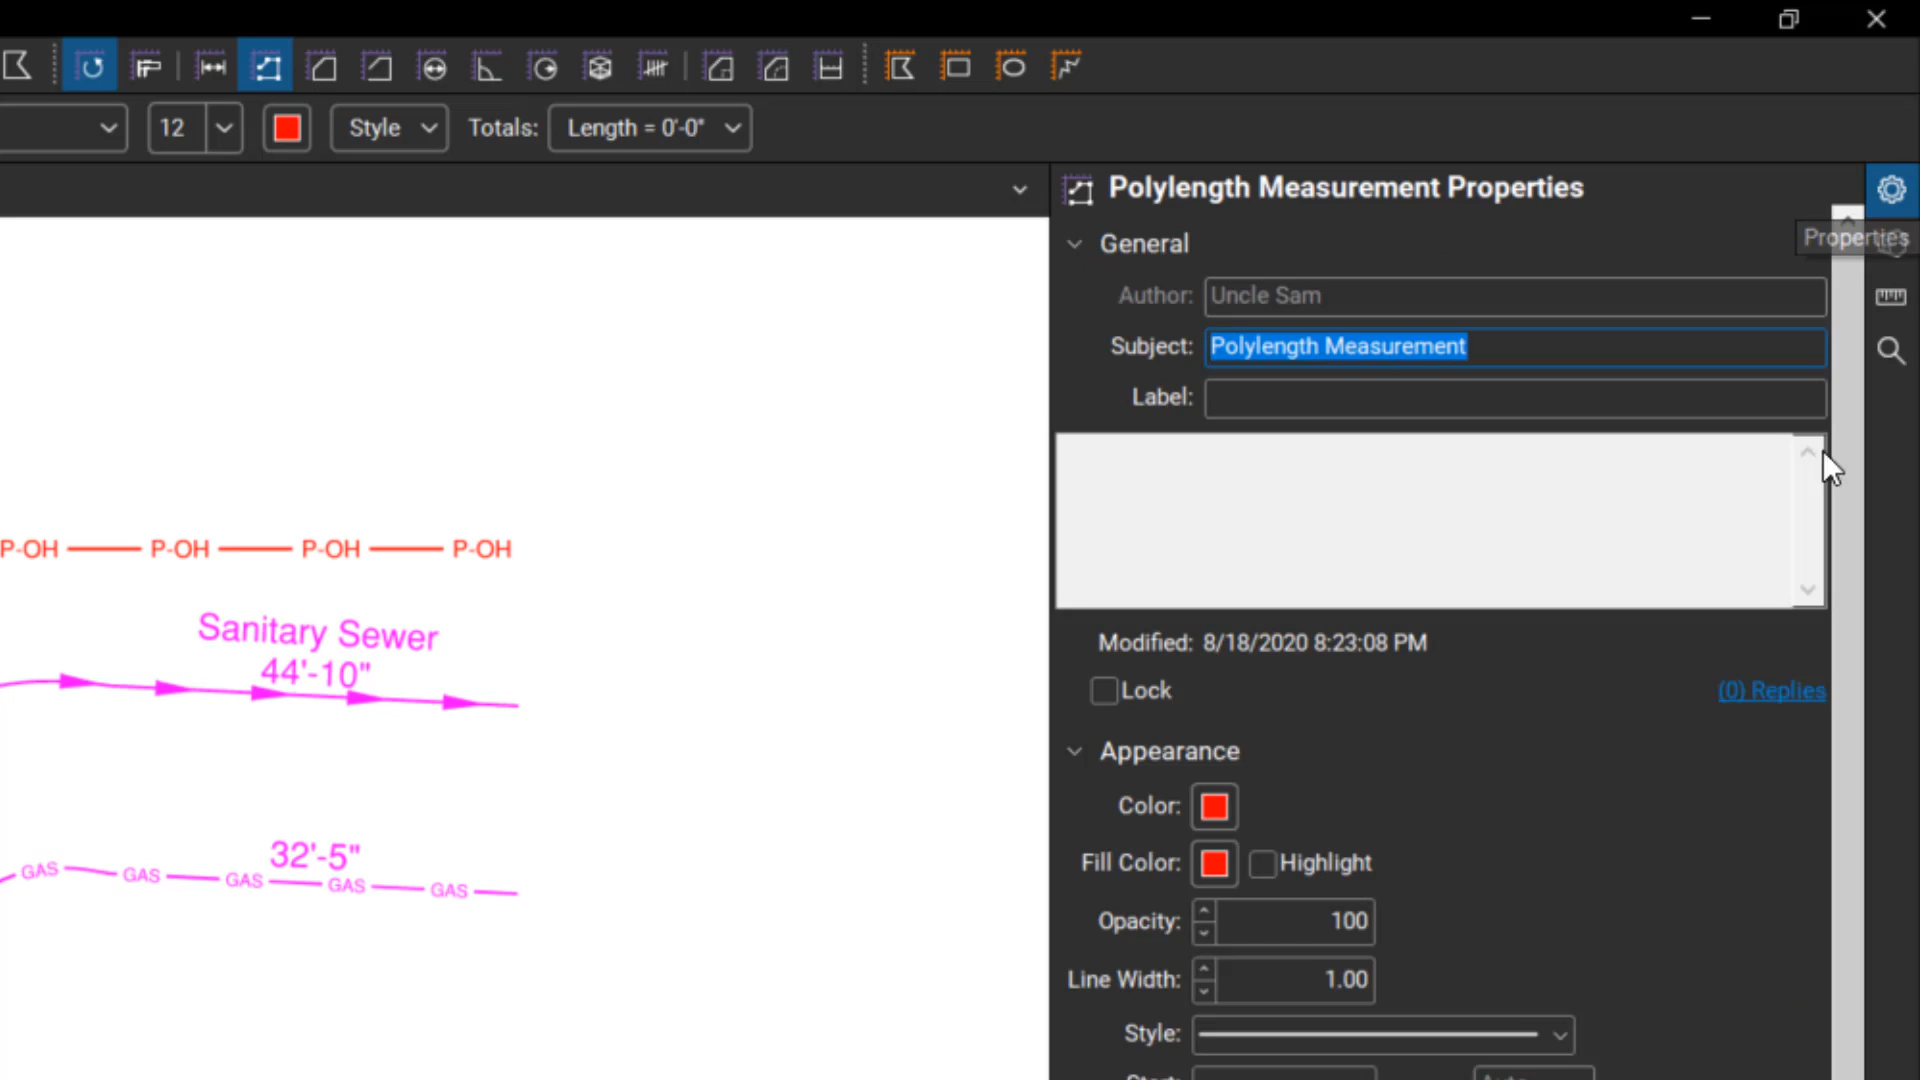 12
Style
Totals:
Length = 0'-0"
Polylength Measurement Properties
Properties
General
Author: Uncle Sam
Subject: Polylength Measurement
Label:
Modified: 8/18/2020 8:23:08 PM
Lock
(0) Replies
Appearance
Color:
Fill Color:
Highlight
Opacity: 100
Line Width: 1.00
Style:
P-OH P-OH P-OH P-OH
Sanitary Sewer
44'-10"
32'-5"
GAS GAS GAS GAS GAS